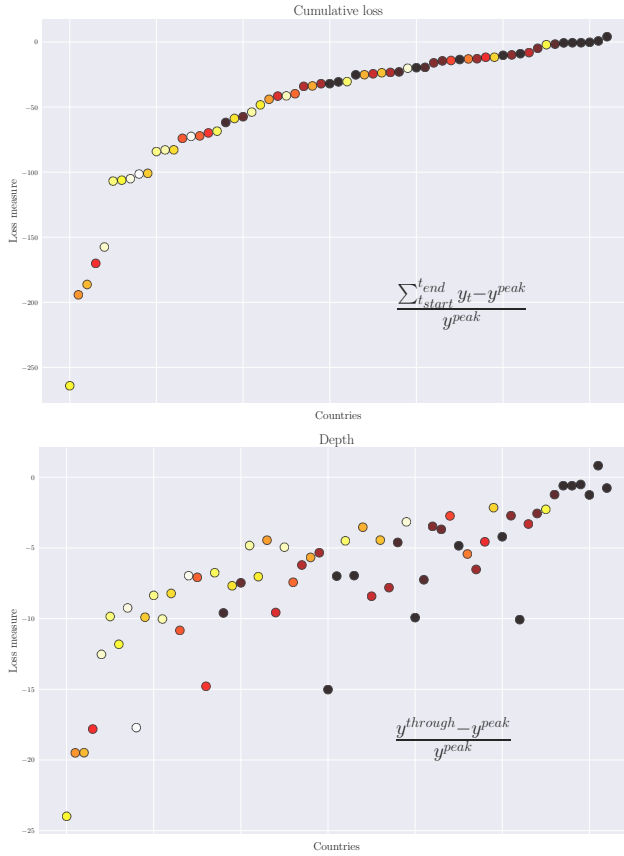 Cumulative loss
0
−50
−100
−150
−200
−250
Loss measure
\frac{\sum_{t_{start}}^{t_{end}} y_t − y^{peak}}{y^{peak}}
Countries
Depth
0
−5
−10
−15
−20
−25
Loss measure
\frac{y^{through} − y^{peak}}{y^{peak}}
Countries